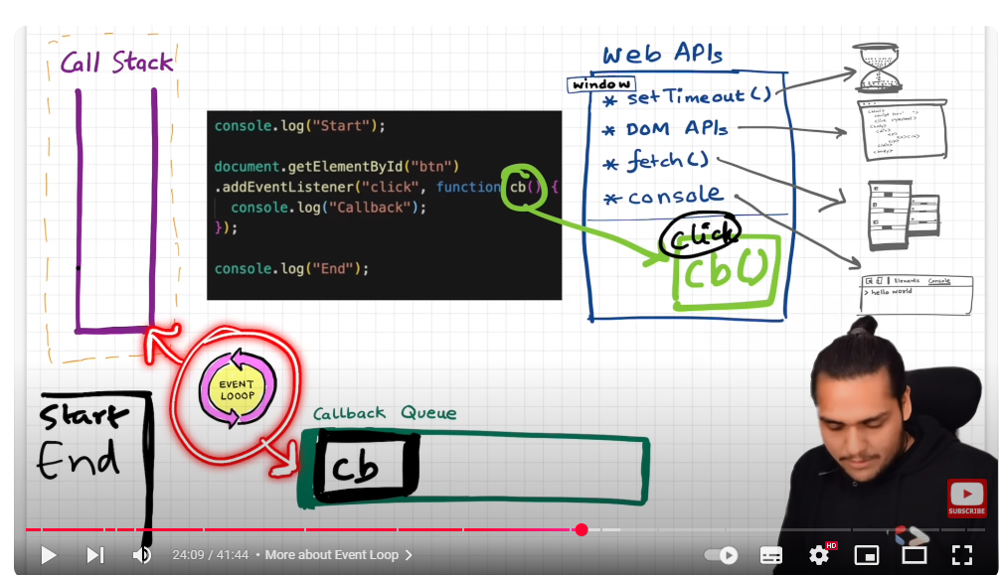 Call Stack
console.log("Start");
document.getElementById("btn")
.addEventListener("click", function cb() {
console.log("Callback");
});
console.log("End");
Web APIs
window
* setTimeout()
* DOM APIs
* fetch()
* console
click
cb()
Elements Console
> hello world
EVENT
LOOOP
Start
End
Callback Queue
cb
SUBSCRIBE
24:09 / 41:44 • More about Event Loop >
HD